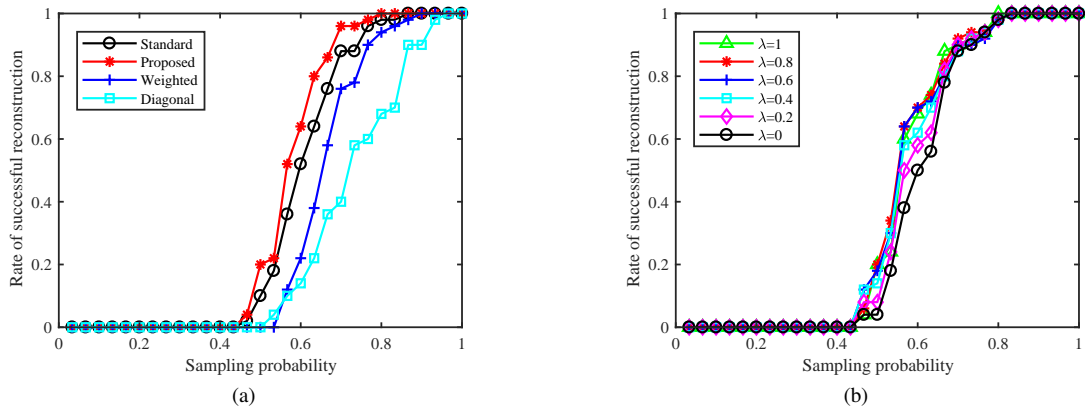 Rate of successful reconstruction
1
0.8
0.6
0.4
0.2
0
Standard
Proposed
Weighted
Diagonal
0 0.2 0.4 0.6 0.8 1
Sampling probability
(a)
Rate of successful reconstruction
1
0.8
0.6
0.4
0.2
0
λ=1
λ=0.8
λ=0.6
λ=0.4
λ=0.2
λ=0
0 0.2 0.4 0.6 0.8 1
Sampling probability
(b)